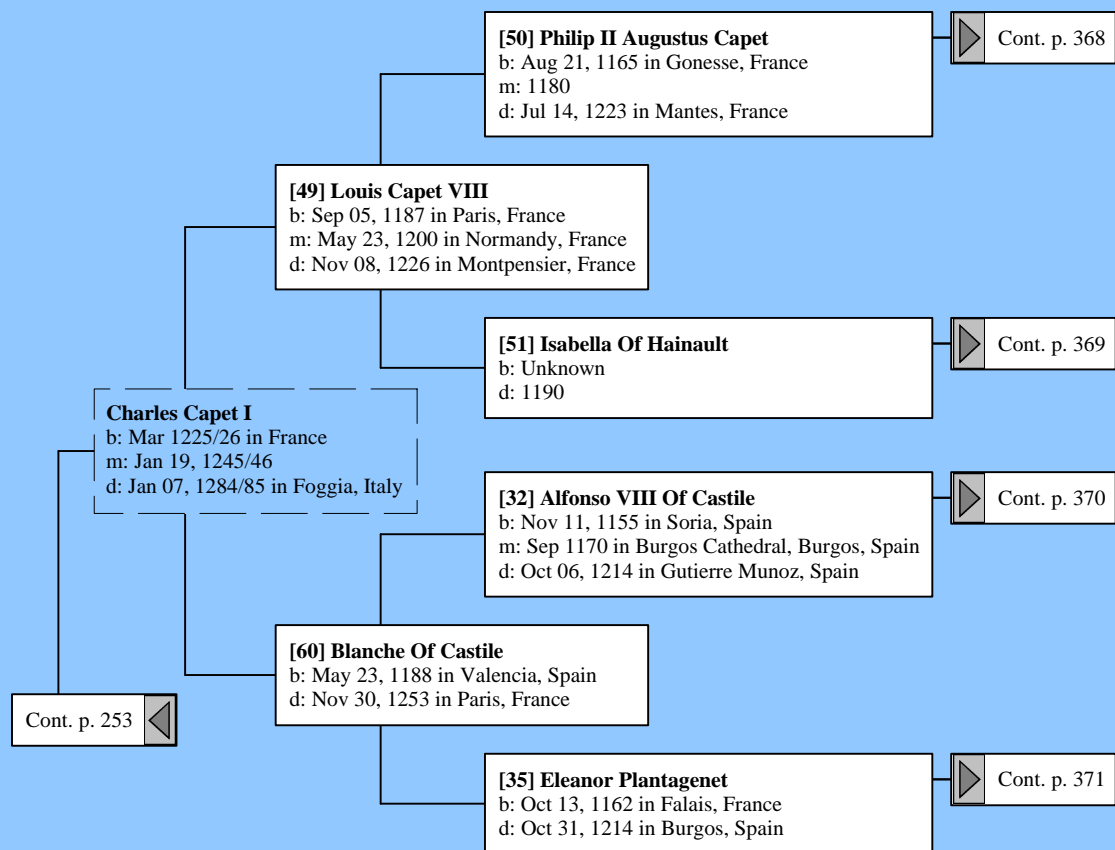 [50] Philip II Augustus Capet
b: Aug 21, 1165 in Gonesse, France
m: 1180
d: Jul 14, 1223 in Mantes, France
Cont. p. 368
[49] Louis Capet VIII
b: Sep 05, 1187 in Paris, France
m: May 23, 1200 in Normandy, France
d: Nov 08, 1226 in Montpensier, France
[51] Isabella Of Hainault
b: Unknown
d: 1190
Cont. p. 369
Charles Capet I
b: Mar 1225/26 in France
m: Jan 19, 1245/46
d: Jan 07, 1284/85 in Foggia, Italy
[32] Alfonso VIII Of Castile
b: Nov 11, 1155 in Soria, Spain
m: Sep 1170 in Burgos Cathedral, Burgos, Spain
d: Oct 06, 1214 in Gutierre Munoz, Spain
Cont. p. 370
[60] Blanche Of Castile
b: May 23, 1188 in Valencia, Spain
d: Nov 30, 1253 in Paris, France
Cont. p. 253
[35] Eleanor Plantagenet
b: Oct 13, 1162 in Falais, France
d: Oct 31, 1214 in Burgos, Spain
Cont. p. 371